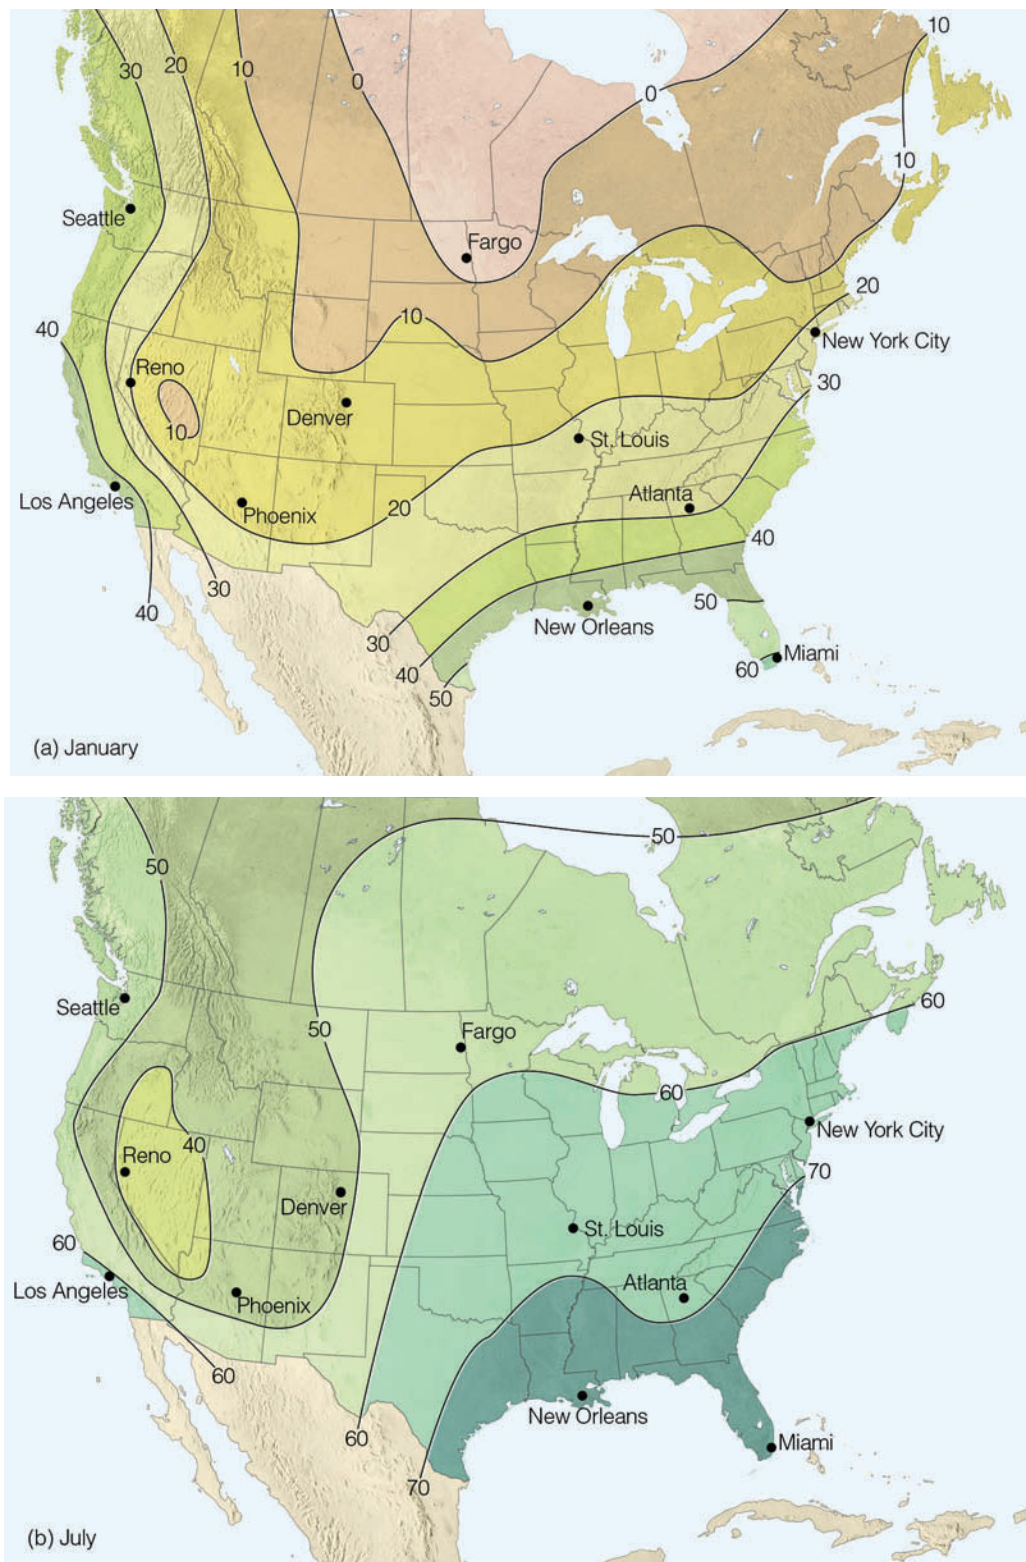 30
20
10
0
0
10
10
Seattle
Fargo
40
10
20
Reno
New York City
Denver
10
30
St. Louis
Los Angeles
Phoenix
20
Atlanta
40
30
40
50
New Orleans
30
Miami
40
60
50
(a) January
50
50
Seattle
50
Fargo
60
60
Reno
40
New York City
70
Denver
60
St. Louis
Los Angeles
Phoenix
Atlanta
60
New Orleans
60
Miami
70
(b) July